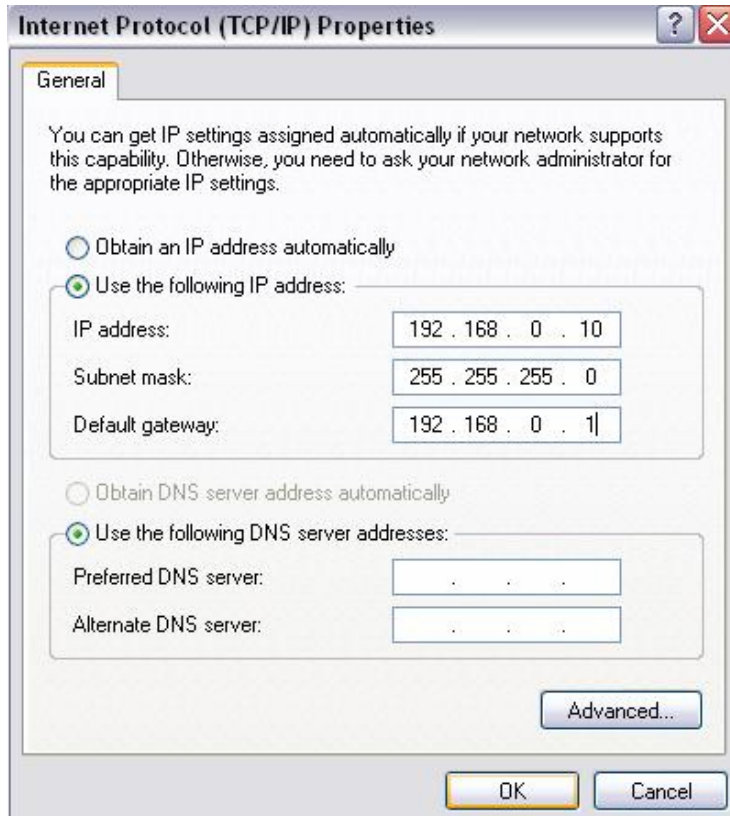 Internet Protocol (TCP/IP) Properties
General
You can get IP settings assigned automatically if your network supports
this capability. Otherwise, you need to ask your network administrator for
the appropriate IP settings.
Obtain an IP address automatically
Use the following IP address:
IP address: 192 . 168 . 0 . 10
Subnet mask: 255 . 255 . 255 . 0
Default gateway: 192 . 168 . 0 . 1
Obtain DNS server address automatically
Use the following DNS server addresses:
Preferred DNS server: . . .
Alternate DNS server: . . .
Advanced...
OK Cancel